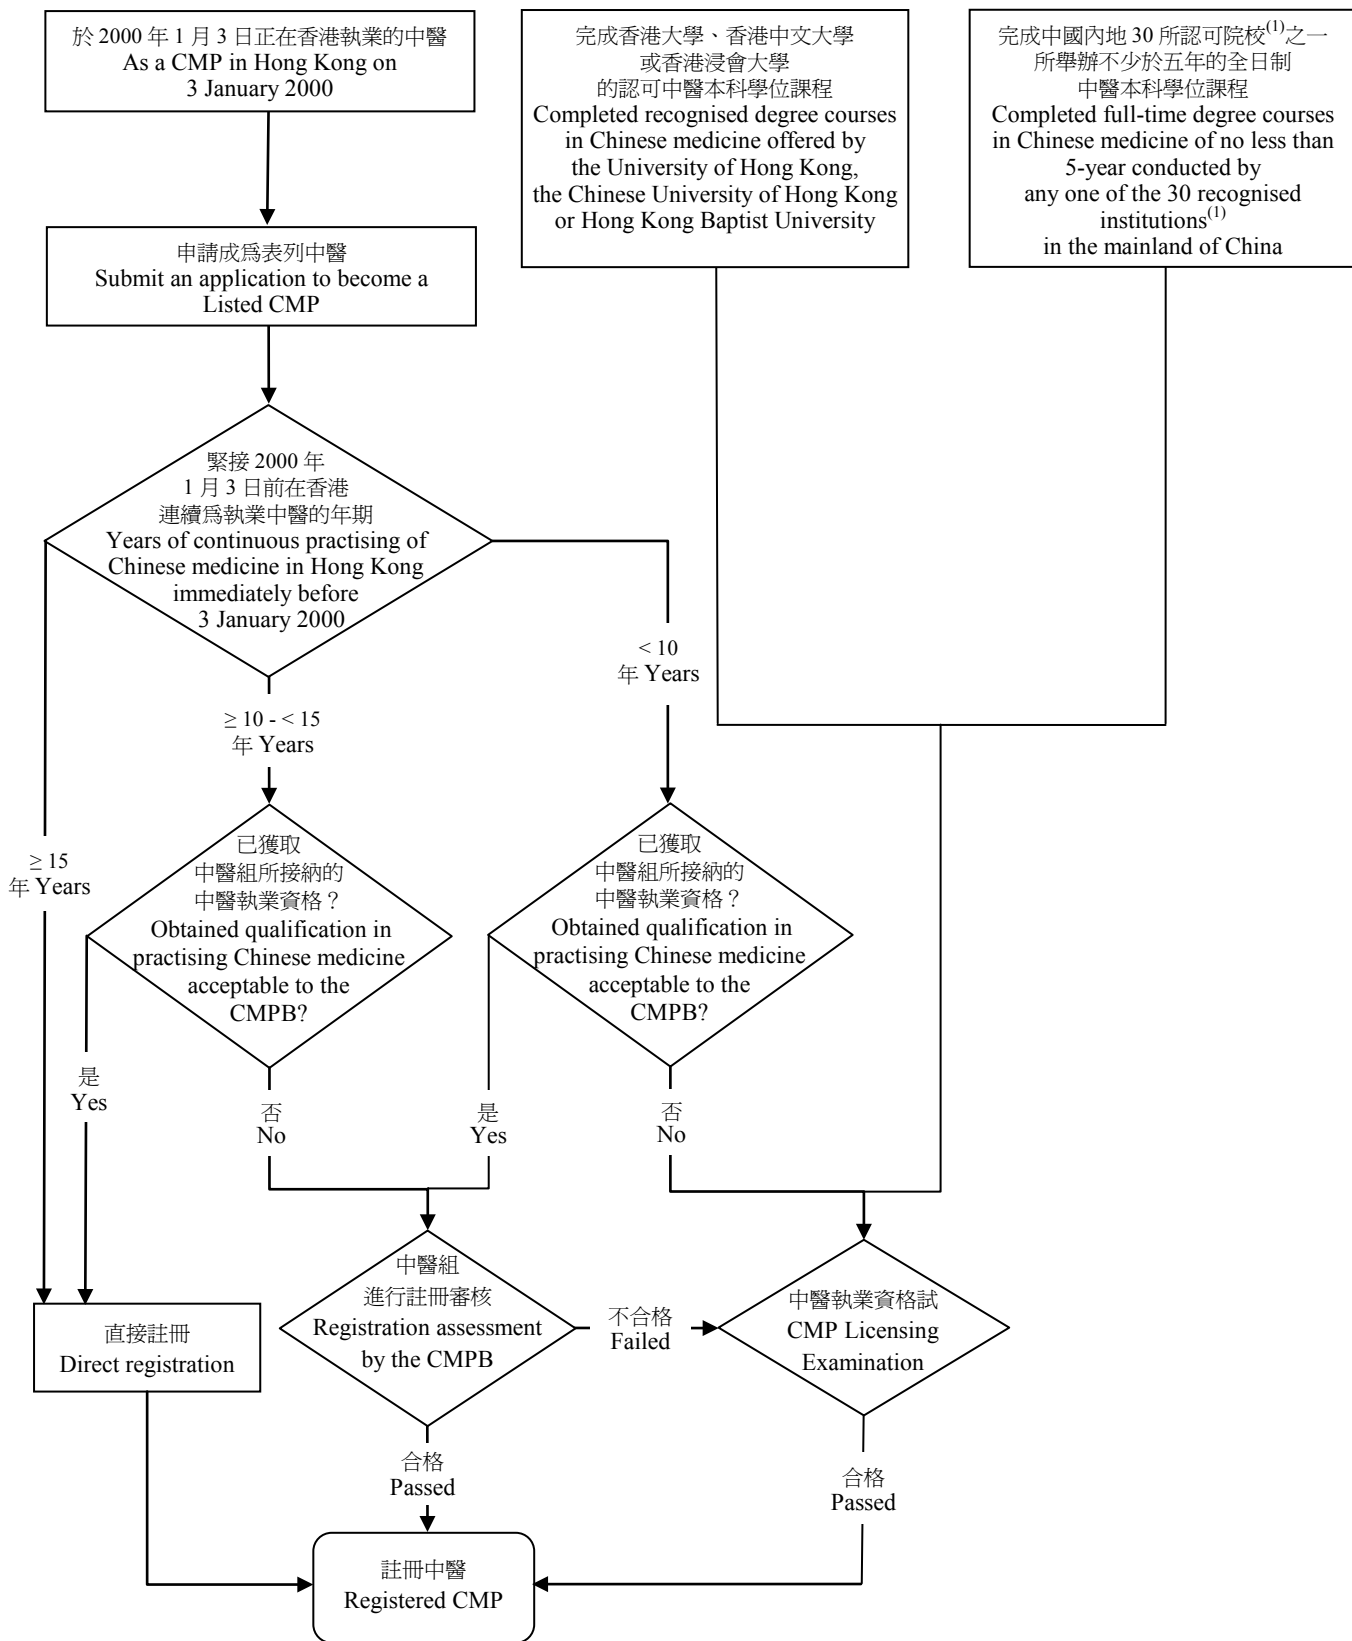 於 2000 年 1 月 3 日正在香港執業的中醫
As a CMP in Hong Kong on
3 January 2000
完成香港大學、香港中文大學
或香港浸會大學
的認可中醫本科學位課程
Completed recognised degree courses
in Chinese medicine offered by
the University of Hong Kong,
the Chinese University of Hong Kong
or Hong Kong Baptist University
完成中國內地 30 所認可院校(1)之一
所舉辦不少於五年的全日制
中醫本科學位課程
Completed full-time degree courses
in Chinese medicine of no less than
5-year conducted by
any one of the 30 recognised
institutions(1)
in the mainland of China
申請成爲表列中醫
Submit an application to become a
Listed CMP
緊接 2000 年
1 月 3 日前在香港
連續爲執業中醫的年期
Years of continuous practising of
Chinese medicine in Hong Kong
immediately before
3 January 2000
< 10
年 Years
≥ 10 - < 15
年 Years
≥ 15
年 Years
已獲取
中醫組所接納的
中醫執業資格？
Obtained qualification in
practising Chinese medicine
acceptable to the
CMPB?
已獲取
中醫組所接納的
中醫執業資格？
Obtained qualification in
practising Chinese medicine
acceptable to the
CMPB?
是
Yes
否
No
是
Yes
否
No
直接註冊
Direct registration
中醫組
進行註冊審核
Registration assessment
by the CMPB
不合格
Failed
中醫執業資格試
CMP Licensing
Examination
合格
Passed
合格
Passed
註冊中醫
Registered CMP